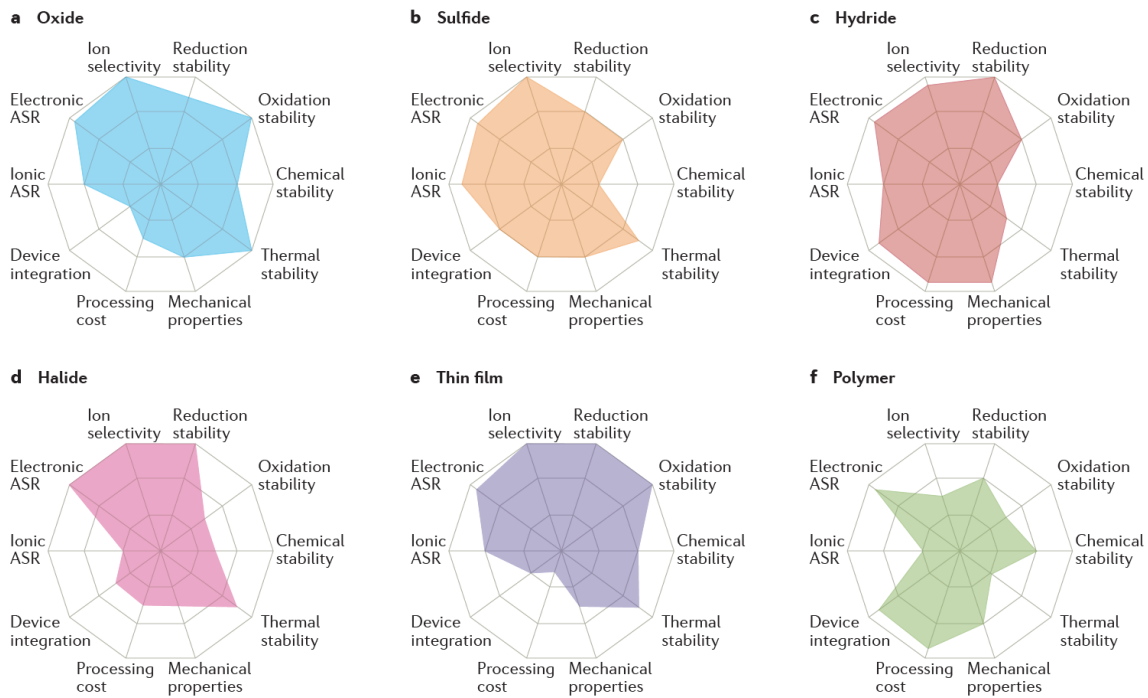 a Oxide
Ion
selectivity
Reduction
stability
Electronic
ASR
Oxidation
stability
Ionic
ASR
Chemical
stability
Device
integration
Thermal
stability
Processing
cost
Mechanical
properties
b Sulfide
Ion
selectivity
Reduction
stability
Electronic
ASR
Oxidation
stability
Ionic
ASR
Chemical
stability
Device
integration
Thermal
stability
Processing
cost
Mechanical
properties
c Hydride
Ion
selectivity
Reduction
stability
Electronic
ASR
Oxidation
stability
Ionic
ASR
Chemical
stability
Device
integration
Thermal
stability
Processing
cost
Mechanical
properties
d Halide
Ion
selectivity
Reduction
stability
Electronic
ASR
Oxidation
stability
Ionic
ASR
Chemical
stability
Device
integration
Thermal
stability
Processing
cost
Mechanical
properties
e Thin film
Ion
selectivity
Reduction
stability
Electronic
ASR
Oxidation
stability
Ionic
ASR
Chemical
stability
Device
integration
Thermal
stability
Processing
cost
Mechanical
properties
f Polymer
Ion
selectivity
Reduction
stability
Electronic
ASR
Oxidation
stability
Ionic
ASR
Chemical
stability
Device
integration
Thermal
stability
Processing
cost
Mechanical
properties